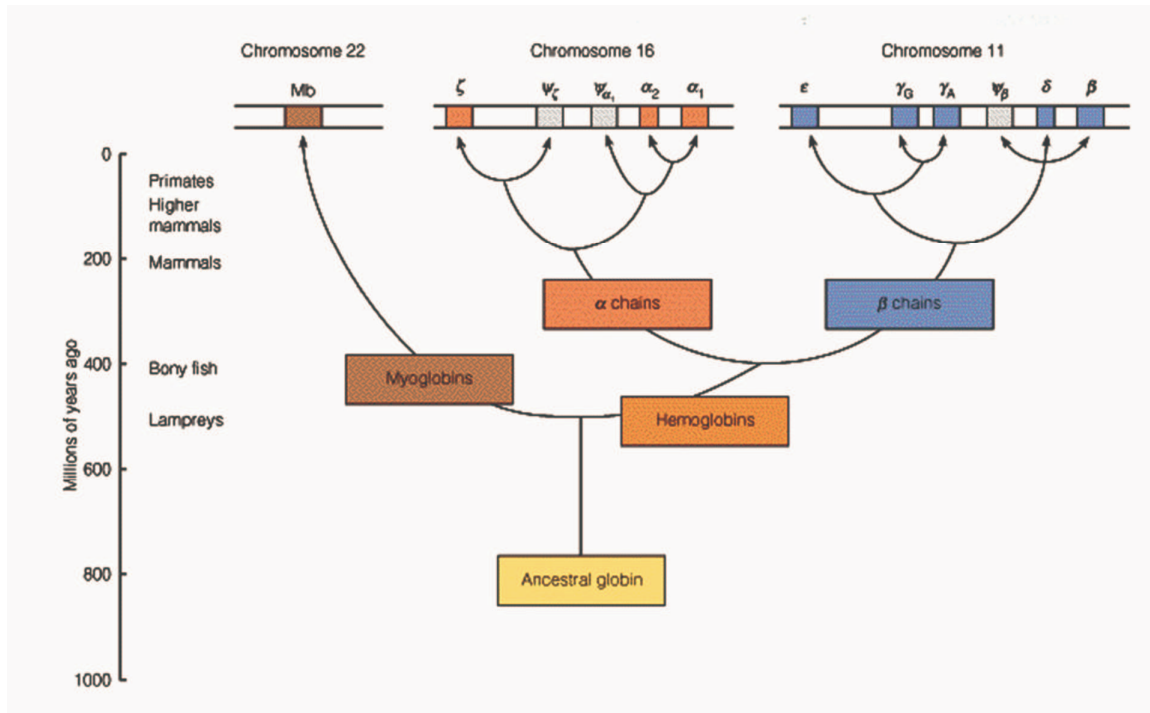 Chromosome 22 Chromosome 16 Chromosome 11
Mb ζ ψζ ψα₁ α₂ α₁ ε γG γA ψβ δ β
0
Primates
Higher
mammals
200
Mammals
α chains
β chains
400
Bony fish
Myoglobins
Lampreys
Hemoglobins
Millions of years ago
600
800
Ancestral globin
1000